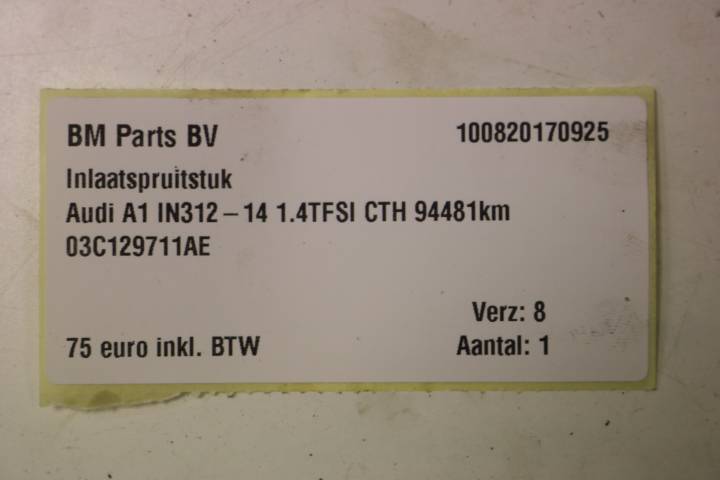 BM Parts BV 100820170925
Inlaatspruitstuk
Audi A1 IN312 – 14 1.4TFSI CTH 94481km
03C129711AE
Verz: 8
75 euro inkl. BTW Aantal: 1